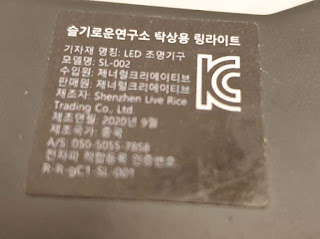 슬기로운연구소 탁상용 링라이트
기자재 명칭: LED 조명기구
모델명: SL-002
수입원: 제너럴크리에이티브
판매원: 제너럴크리에이티브
제조자: Shenzhen Live Rice
Trading Co., Ltd.
제조연월: 2020년 9월
제조국가: 중국
A/S: 050-5055-7858
전자파 적합등록 인증번호
R-R-gC1-SL-001